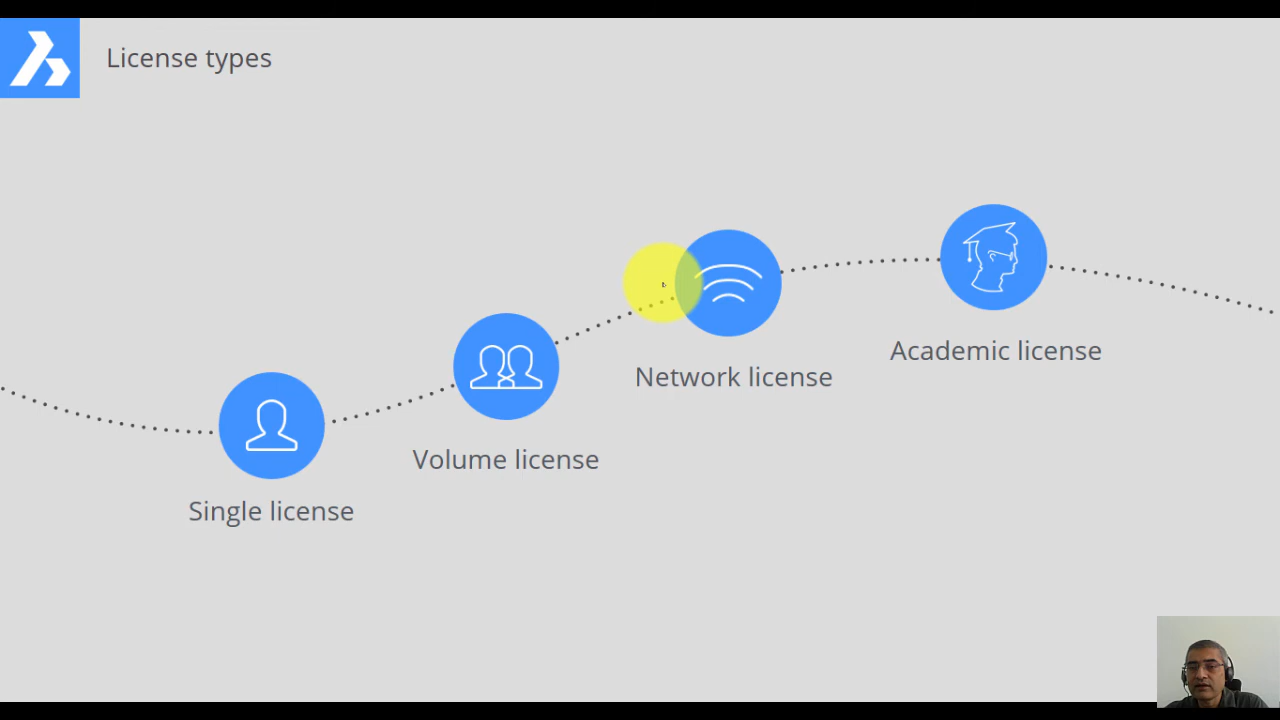 License types
Single license
Volume license
Network license
Academic license